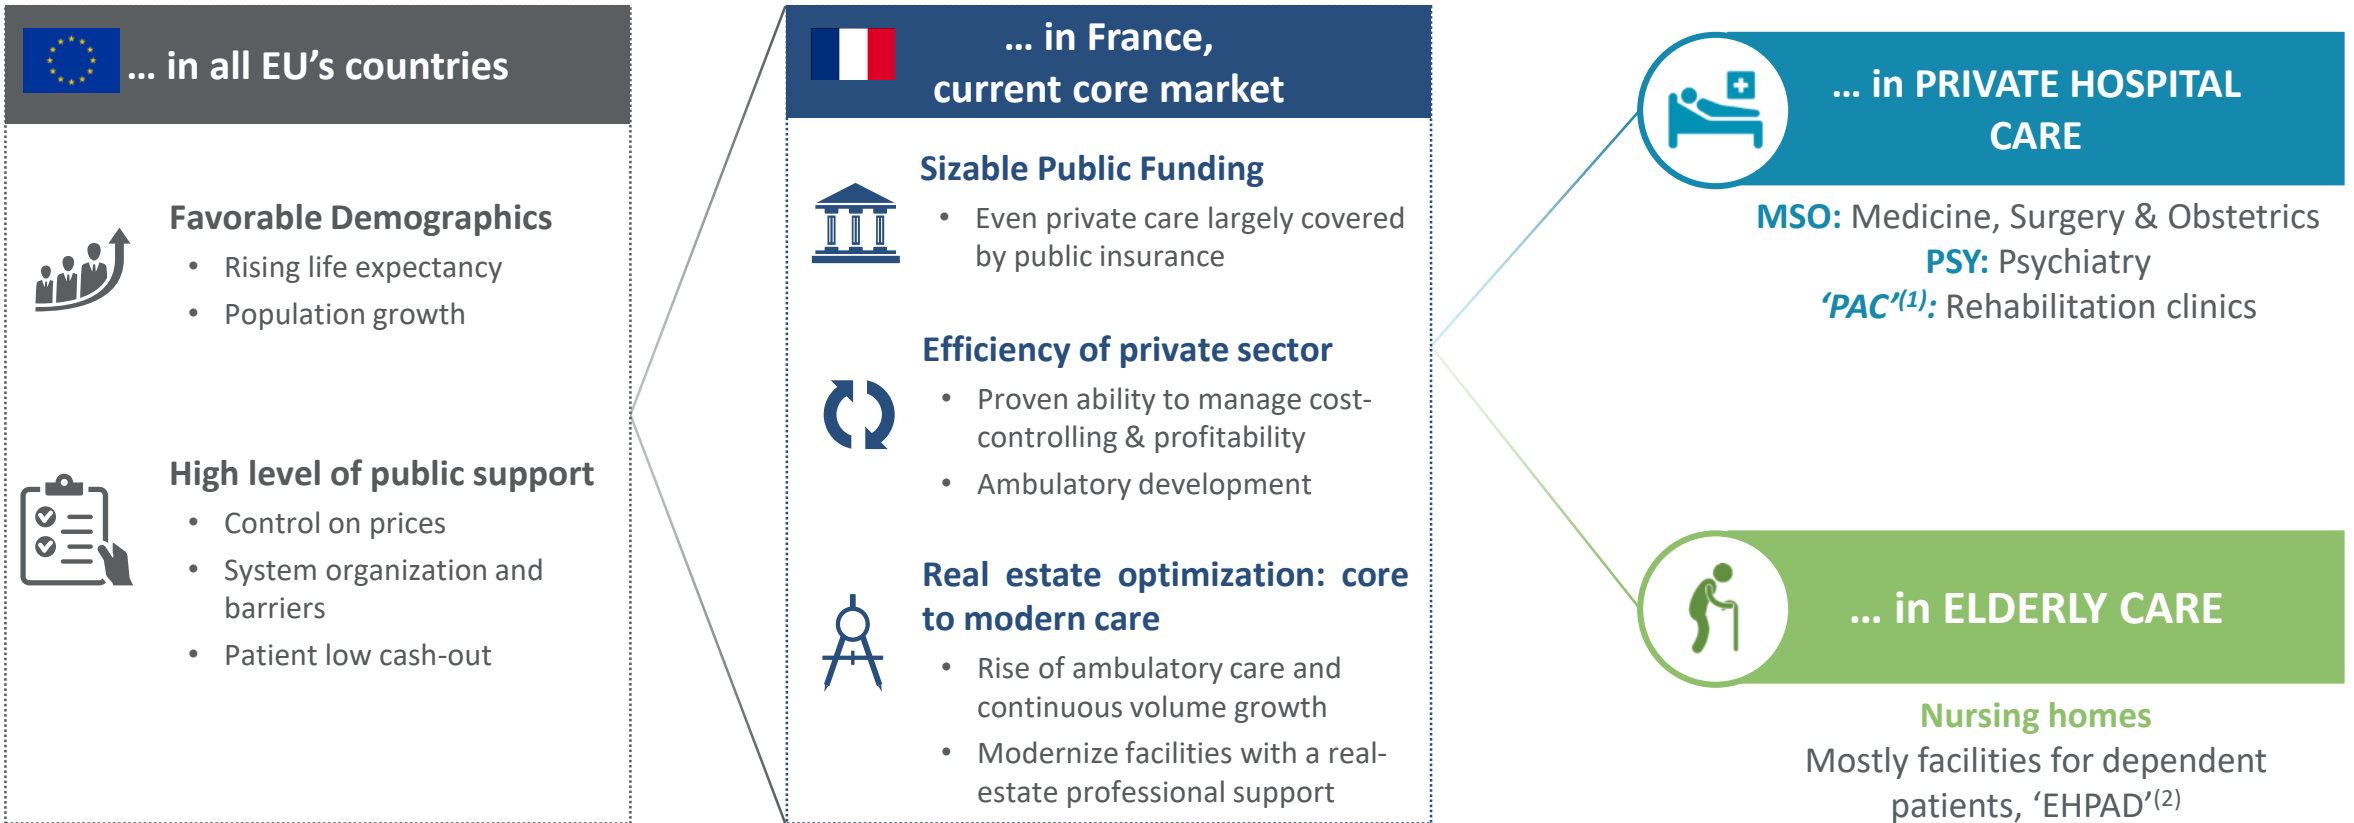 ... in all EU's countries
Favorable Demographics
• Rising life expectancy
• Population growth
High level of public support
• Control on prices
• System organization and
barriers
• Patient low cash-out
... in France,
current core market
Sizable Public Funding
• Even private care largely covered
by public insurance
Efficiency of private sector
• Proven ability to manage cost-
controlling & profitability
• Ambulatory development
Real estate optimization: core
to modern care
• Rise of ambulatory care and
continuous volume growth
• Modernize facilities with a real-
estate professional support
... in PRIVATE HOSPITAL
CARE
MSO: Medicine, Surgery & Obstetrics
PSY: Psychiatry
'PAC'(1): Rehabilitation clinics
... in ELDERLY CARE
Nursing homes
Mostly facilities for dependent
patients, 'EHPAD'(2)